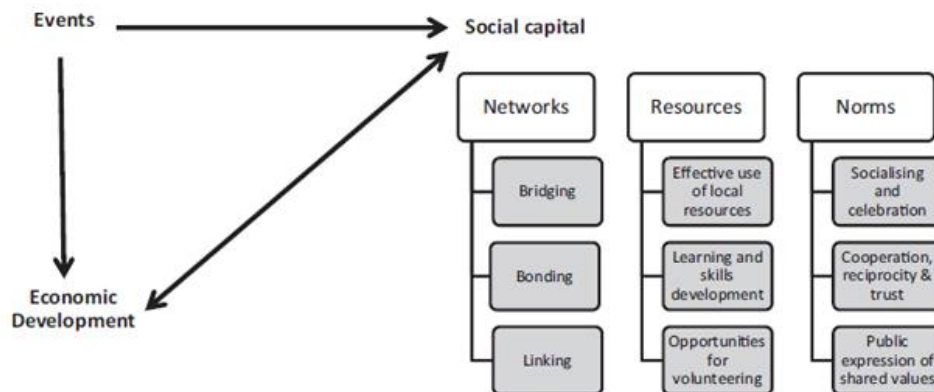 Events
Social capital
Networks
Resources
Norms
Bridging
Effective use
of local
resources
Socialising
and
celebration
Bonding
Learning and
skills
development
Cooperation,
reciprocity &
trust
Economic
Development
Linking
Opportunities
for
volunteering
Public
expression of
shared values